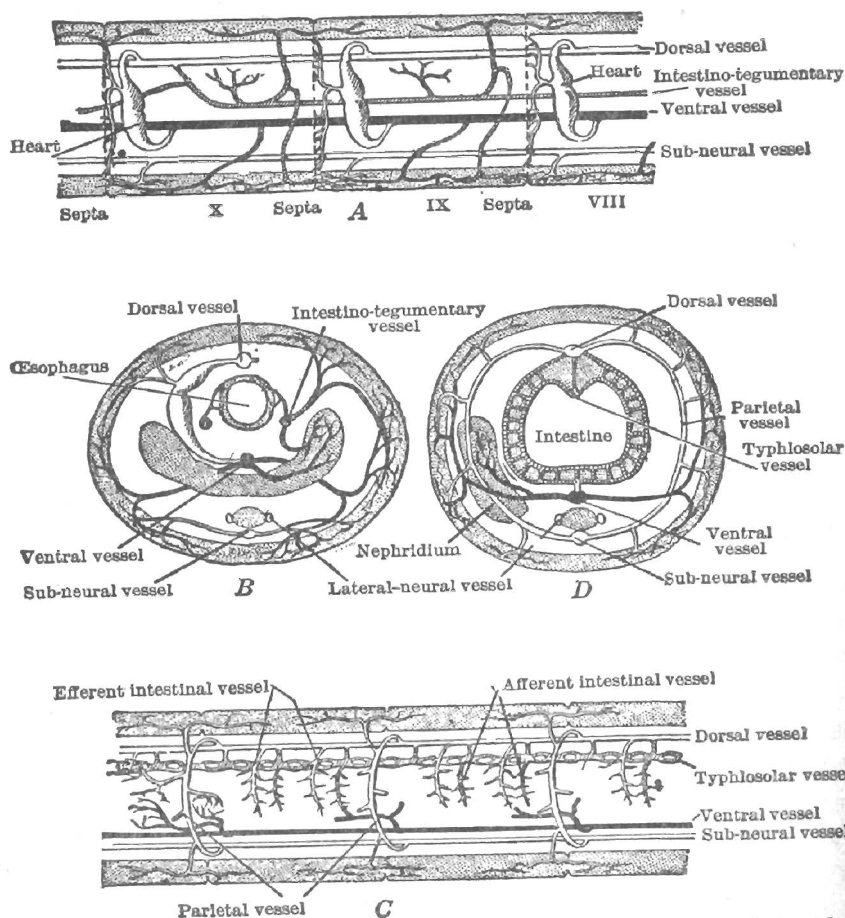 Dorsal vessel
Heart
Intestino-tegumentary
vessel
Ventral vessel
Heart
Sub-neural vessel
Septa
X
Septa
A
IX
Septa
VIII
Dorsal vessel
Intestino-tegumentary
vessel
Œsophagus
Ventral vessel
Sub-neural vessel
B
Lateral-neural vessel
Dorsal vessel
Parietal
vessel
Intestine
Typhlosolar
vessel
Nephridium
Ventral
vessel
Sub-neural vessel
D
Efferent intestinal vessel
Afferent intestinal vessel
Dorsal vessel
Typhlosolar vesse
Ventral vessel
Sub-neural vessel
Parietal vessel
C